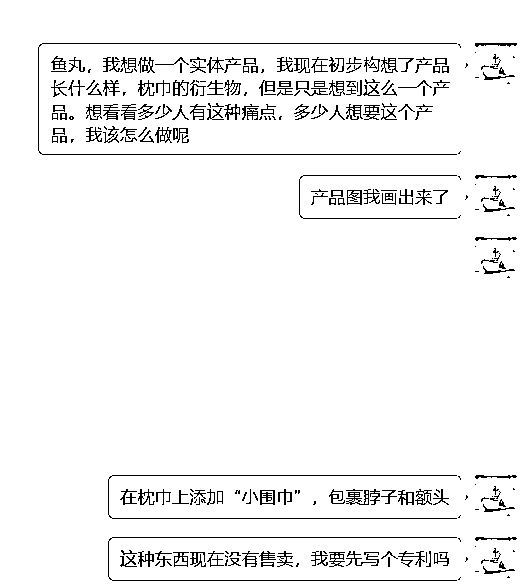 鱼丸，我想做一个实体产品，我现在初步构想了产品
长什么样，枕巾的衍生物，但是只是想到这么一个产
品。想看看多少人有这种痛点，多少人想要这个产
品，我该怎么做呢
产品图我画出来了
在枕巾上添加“小围巾”，包裹脖子和额头
这种东西现在没有售卖，我要先写个专利吗